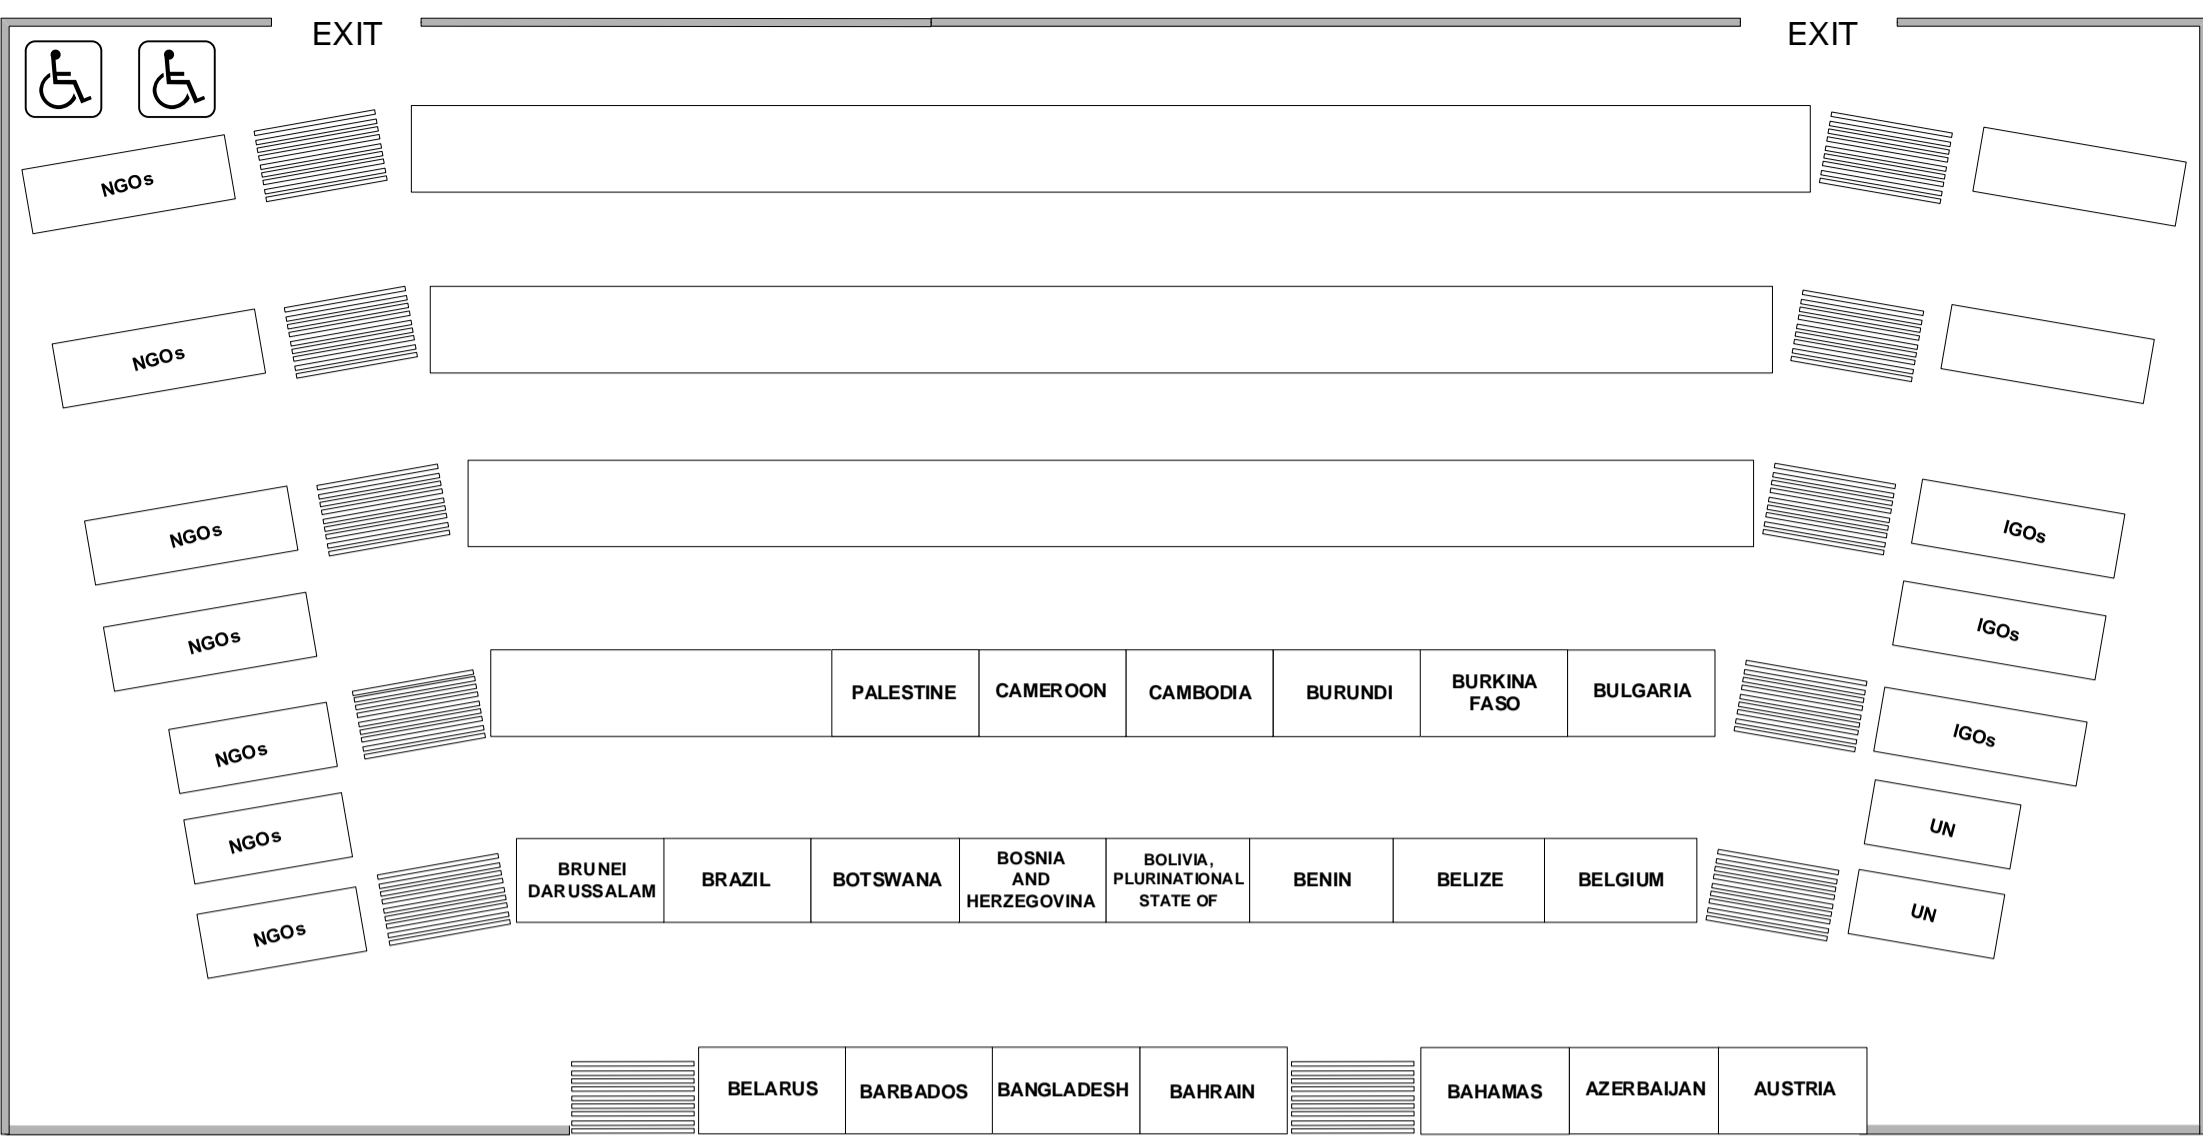 EXIT
EXIT
NGOs
NGOs
NGOs
IGOs
NGOs
IGOs
PALESTINE
CAMEROON
CAMBODIA
BURUNDI
BURKINA
FASO
BULGARIA
NGOs
IGOs
NGOs
UN
BRUNEI
DARUSSALAM
BRAZIL
BOTSWANA
BOSNIA
AND
HERZEGOVINA
BOLIVIA,
PLURINATIONAL
STATE OF
BENIN
BELIZE
BELGIUM
NGOs
UN
BELARUS
BARBADOS
BANGLADESH
BAHRAIN
BAHAMAS
AZERBAIJAN
AUSTRIA